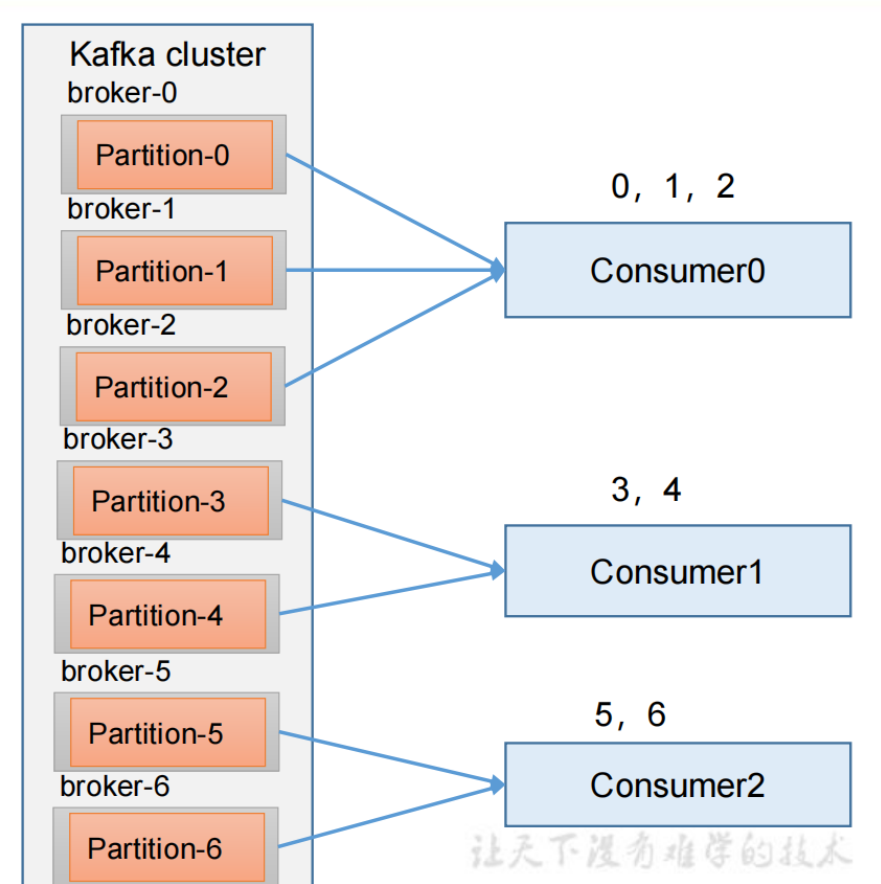 Kafka cluster
broker-0
Partition-0
broker-1
Partition-1
broker-2
Partition-2
broker-3
Partition-3
broker-4
Partition-4
broker-5
Partition-5
broker-6
Partition-6
0, 1, 2
Consumer0
3, 4
Consumer1
5, 6
Consumer2
让天下没有难学的技术